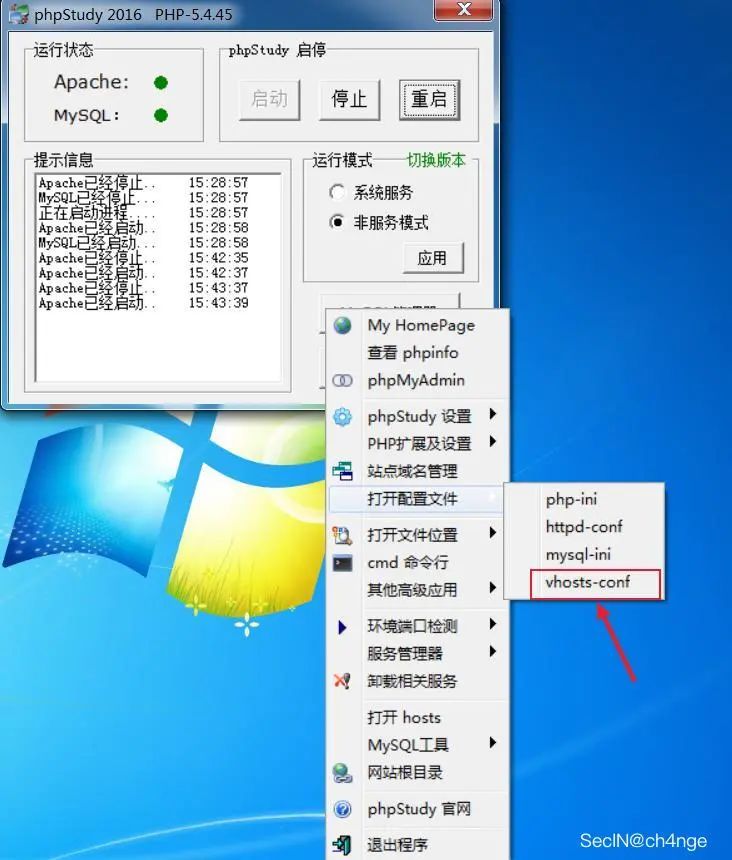 phpStudy 2016 PHP-5.4.45
运行状态
Apache:
MySQL:
phpStudy 启停
启动 停止 重启
提示信息
Apache已经停止.. 15:28:57
MySQL已经停止... 15:28:57
正在启动进程.... 15:28:57
Apache已经启动.. 15:28:58
MySQL已经启动... 15:28:58
Apache已经停止.. 15:42:35
Apache已经启动.. 15:42:37
Apache已经停止.. 15:43:37
Apache已经启动.. 15:43:39
运行模式 切换版本
系统服务
非服务模式
应用
My HomePage
查看 phpinfo
phpMyAdmin
phpStudy 设置
PHP扩展及设置
站点域名管理
打开配置文件
打开文件位置
cmd 命令行
其他高级应用
环境端口检测
服务管理器
卸载相关服务
打开 hosts
MySQL工具
网站根目录
phpStudy 官网
退出程序
php-ini
httpd-conf
mysql-ini
vhosts-conf
SecIN@ch4nge